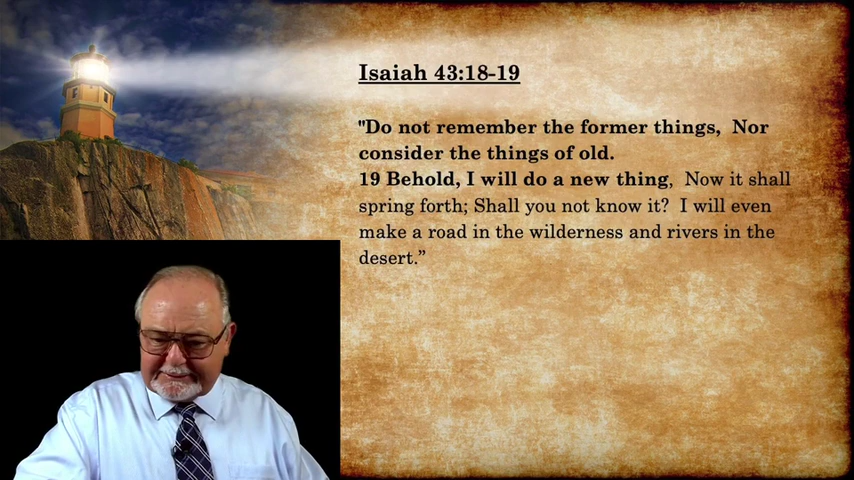 Isaiah 43:18-19
"Do not remember the former things,  Nor
consider the things of old.
19 Behold, I will do a new thing,  Now it shall
spring forth; Shall you not know it?  I will even
make a road in the wilderness and rivers in the
desert.”